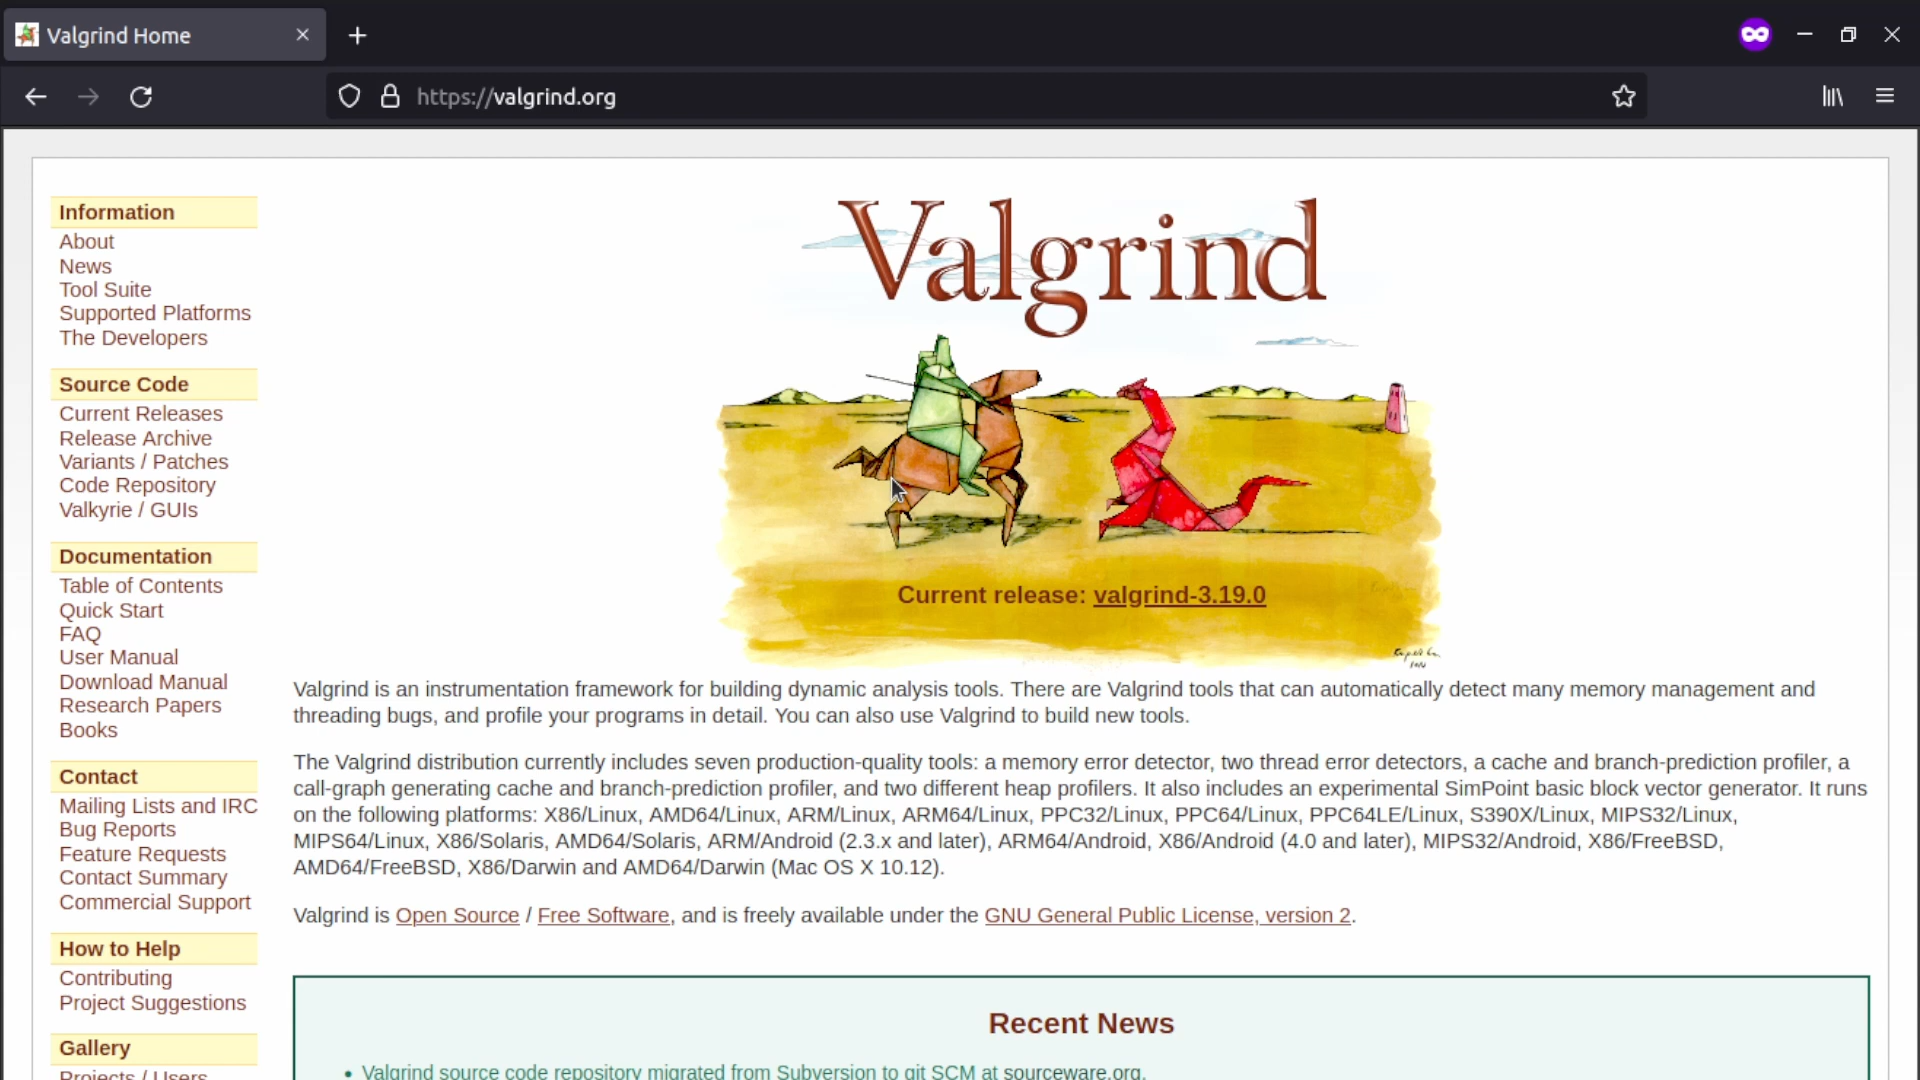 Valgrind Home
https://valgrind.org
Information
About
News
Tool Suite
Supported Platforms
The Developers
Source Code
Current Releases
Release Archive
Variants / Patches
Code Repository
Valkyrie / GUIs
Documentation
Table of Contents
Quick Start
FAQ
User Manual
Download Manual
Research Papers
Books
Contact
Mailing Lists and IRC
Bug Reports
Feature Requests
Contact Summary
Commercial Support
How to Help
Contributing
Project Suggestions
Gallery
Projects / Users
Valgrind
Current release: valgrind-3.19.0
Valgrind is an instrumentation framework for building dynamic analysis tools. There are Valgrind tools that can automatically detect many memory management and
threading bugs, and profile your programs in detail. You can also use Valgrind to build new tools.
The Valgrind distribution currently includes seven production-quality tools: a memory error detector, two thread error detectors, a cache and branch-prediction profiler, a
call-graph generating cache and branch-prediction profiler, and two different heap profilers. It also includes an experimental SimPoint basic block vector generator. It runs
on the following platforms: X86/Linux, AMD64/Linux, ARM/Linux, ARM64/Linux, PPC32/Linux, PPC64/Linux, PPC64LE/Linux, S390X/Linux, MIPS32/Linux,
MIPS64/Linux, X86/Solaris, AMD64/Solaris, ARM/Android (2.3.x and later), ARM64/Android, X86/Android (4.0 and later), MIPS32/Android, X86/FreeBSD,
AMD64/FreeBSD, X86/Darwin and AMD64/Darwin (Mac OS X 10.12).
Valgrind is Open Source / Free Software, and is freely available under the GNU General Public License, version 2.
Recent News
• Valgrind source code repository migrated from Subversion to git SCM at sourceware.org.